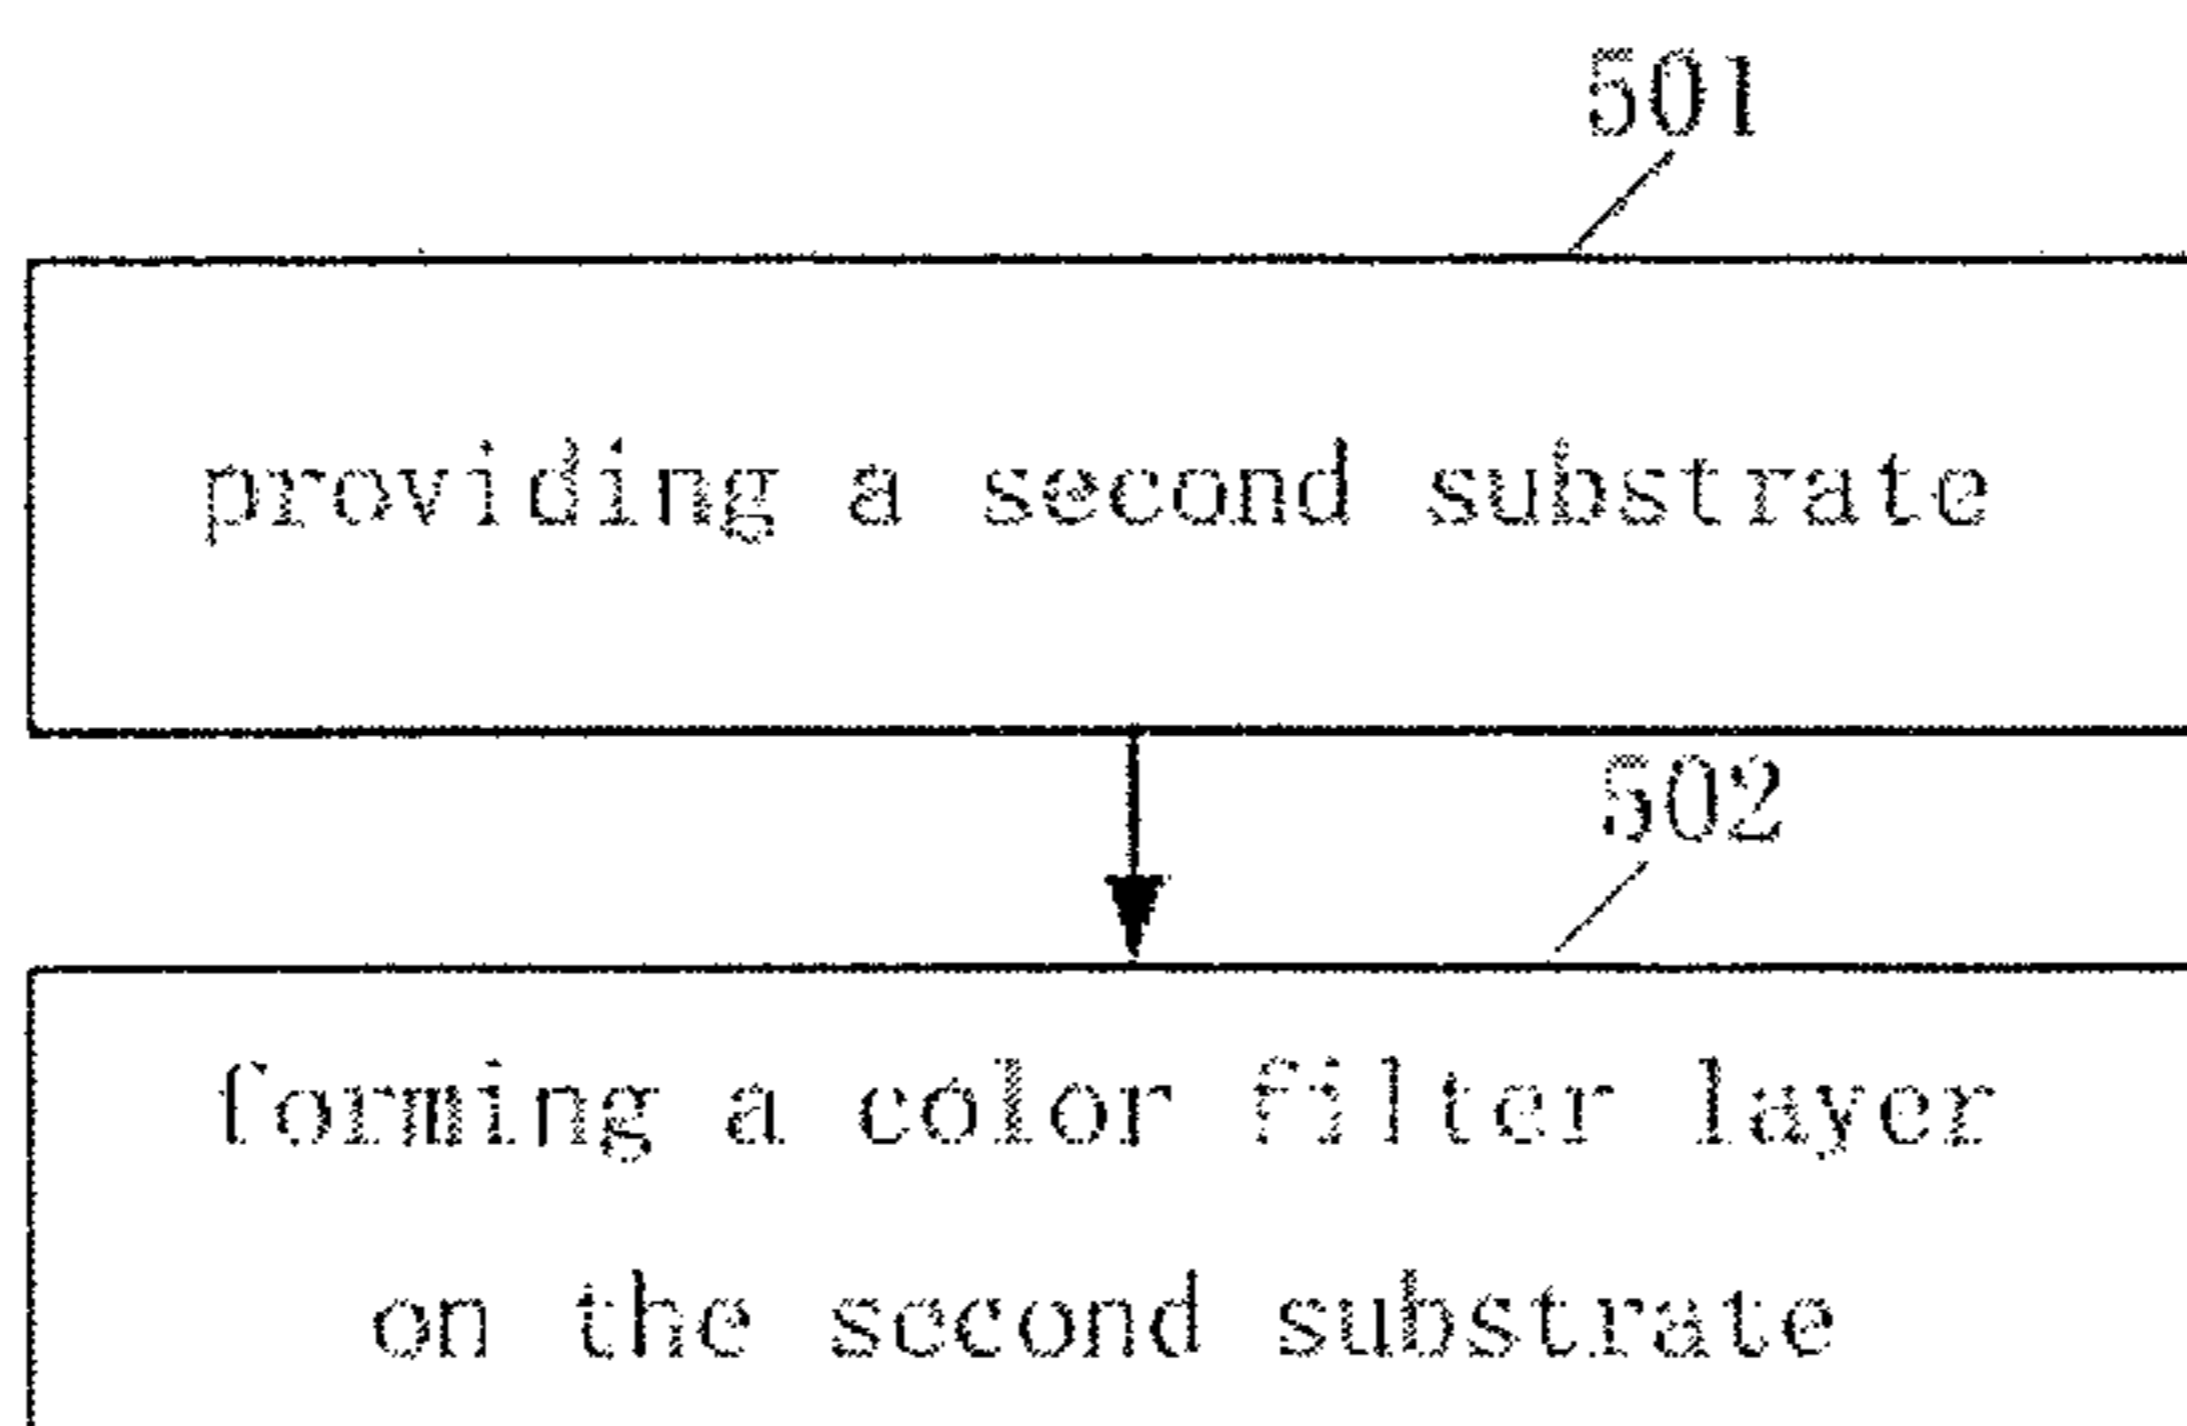 501
providing a second substrate
502
forming a color filter layer
on the second substrate